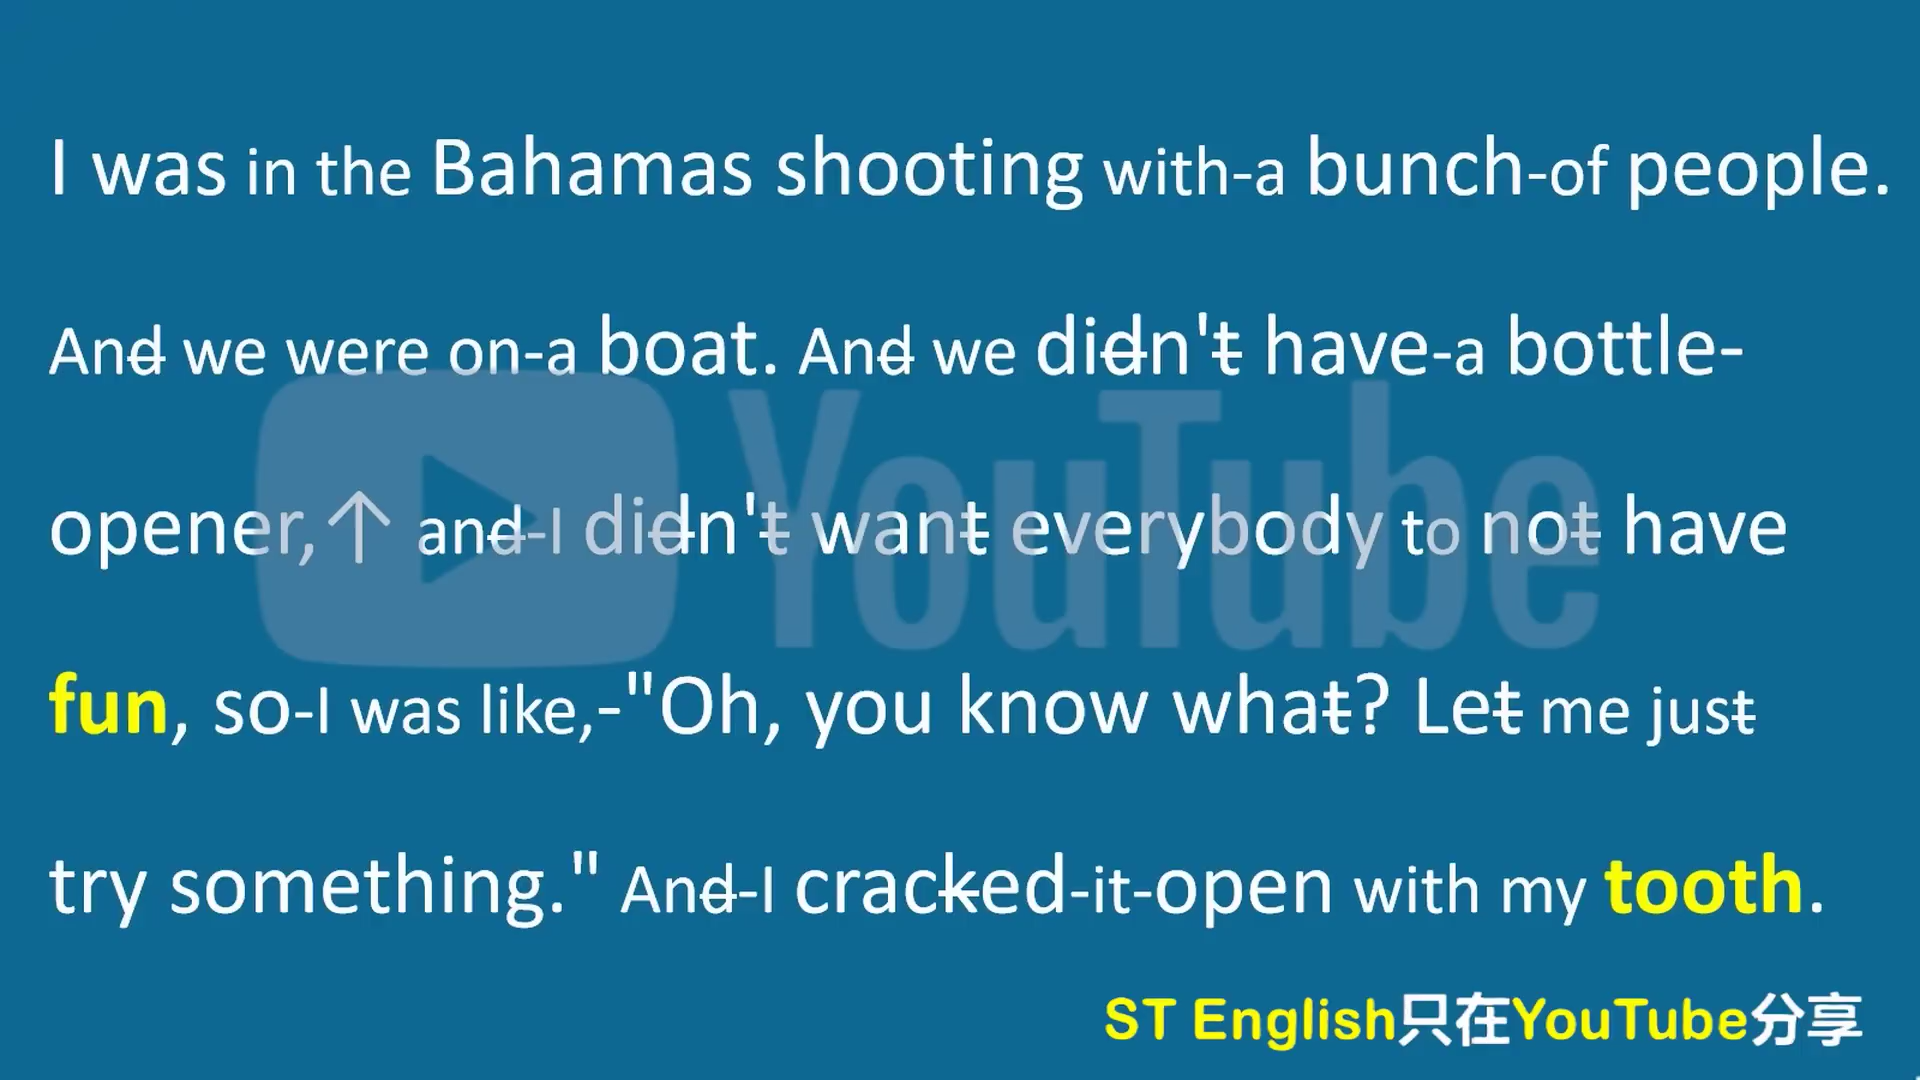 I was in the Bahamas shooting with-a bunch-of people.
And we were on-a boat. And we didn't have-a bottle-
opener,↑ and-I didn't want everybody to not have
fun, so-I was like,-"Oh, you know what? Let me just
try something." And-I cracked-it-open with my tooth.
YouTube
ST English只在YouTube分享